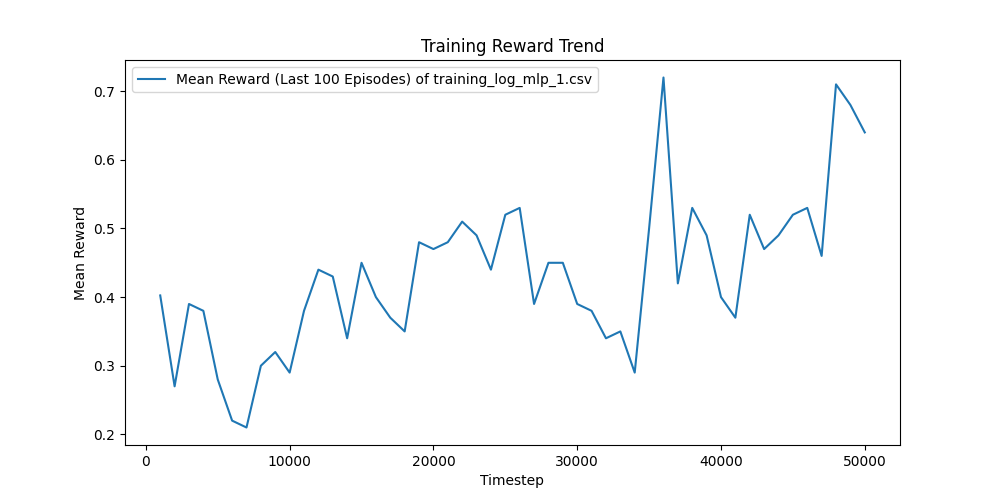 Training Reward Trend
Mean Reward (Last 100 Episodes) of training_log_mlp_1.csv
Mean Reward
0.7
0.6
0.5
0.4
0.3
0.2
0 10000 20000 30000 40000 50000
Timestep